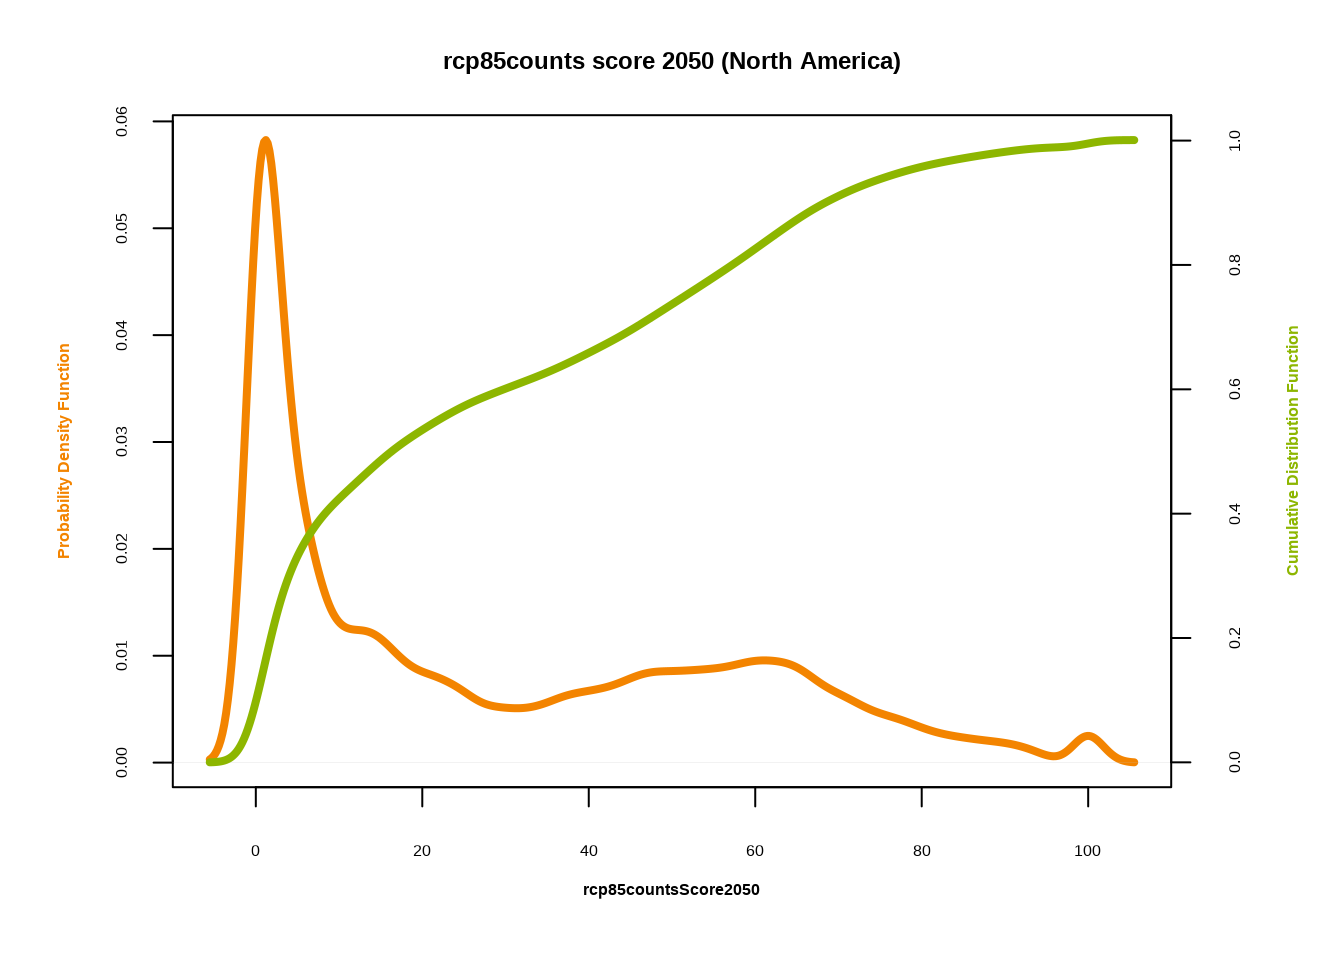 rcp85counts score 2050 (North America)
Probability Density Function
0.00
0.01
0.02
0.03
0.04
0.05
0.06
Cumulative Distribution Function
0.0
0.2
0.4
0.6
0.8
1.0
0 20 40 60 80 100
rcp85countsScore2050